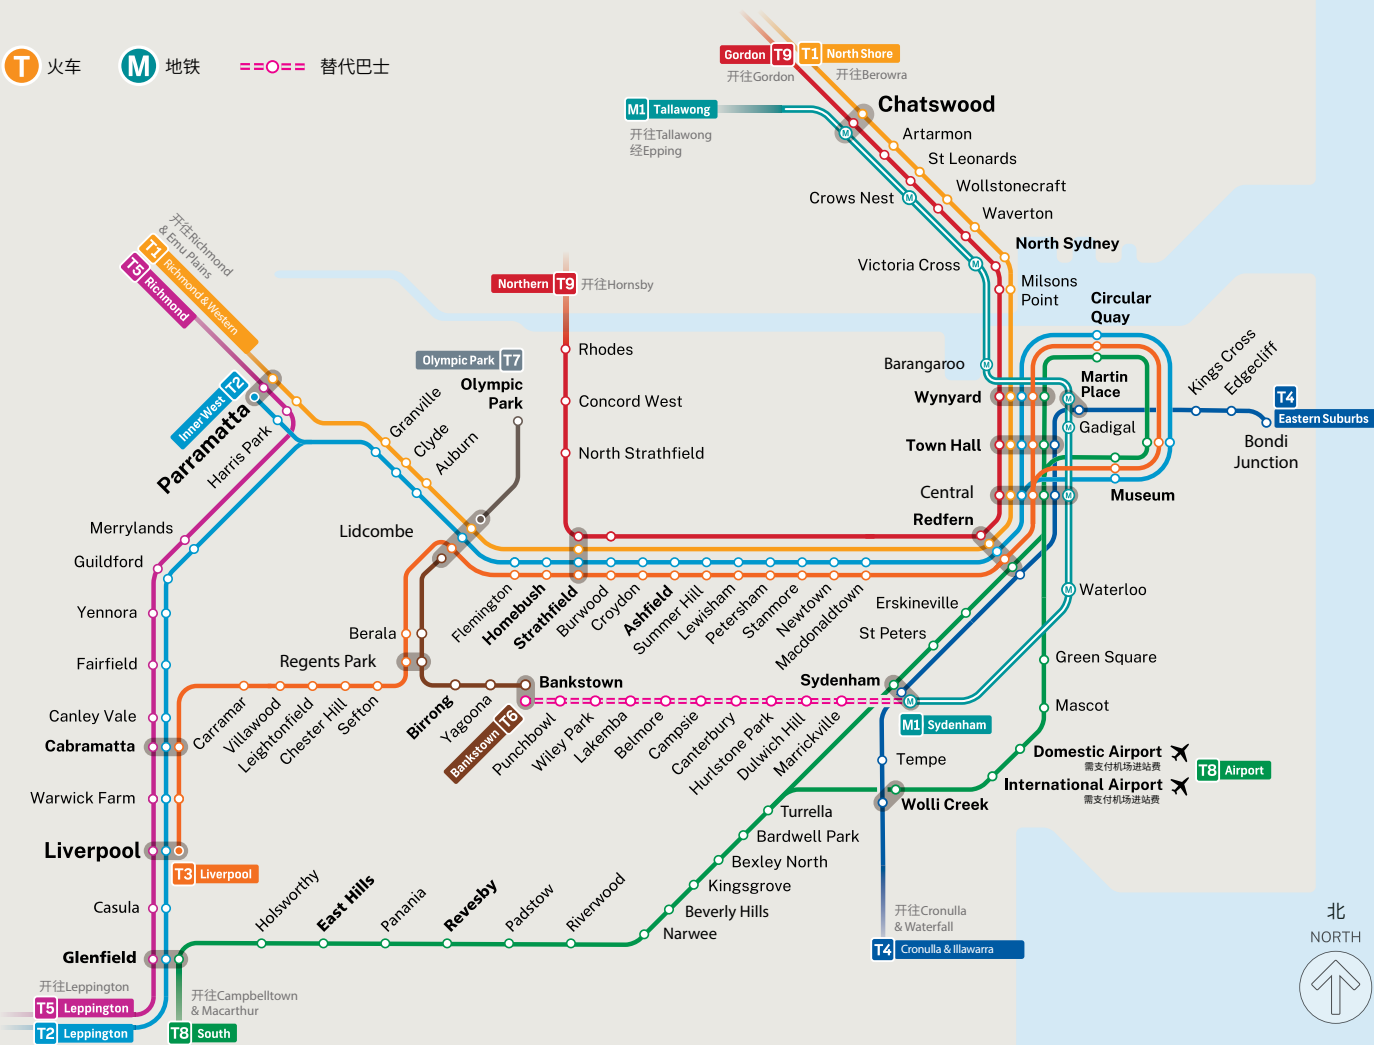 T 火车
M 地铁
替代巴士
Gordon T9
开往Gordon
T1 North Shore
开往Berowra
M1 Tallawong
开往Tallawong
经Epping
Chatswood
Artarmon
St Leonards
Wollstonecraft
Waverton
North Sydney
Milsons
Point
M
Crows Nest
M
Victoria Cross
M
Barangaroo
M
Circular
Quay
Kings Cross
Edgecliff
T4
Eastern Suburbs
Bondi
Junction
Martin
Place
M
Gadigal
M
Wynyard
Town Hall
Central
M
Museum
Redfern
开往Richmond
& Emu Plains
T1 Richmond & Western
T5 Richmond
Northern T9
开往Hornsby
Rhodes
Concord West
North Strathfield
Olympic Park T7
Olympic
Park
Inner West T2
Parramatta
Harris Park
Granville
Clyde
Auburn
Lidcombe
Merrylands
Guildford
Yennora
Fairfield
Canley Vale
Cabramatta
Warwick Farm
Liverpool
T3 Liverpool
Casula
Glenfield
开往Leppington
T5 Leppington
T2 Leppington
开往Campbelltown
& Macarthur
T8 South
Berala
Regents Park
Carramar
Villawood
Leightonfield
Chester Hill
Sefton
Birrong
Yagoona
Bankstown T6
Bankstown
Flemington
Homebush
Strathfield
Burwood
Croydon
Ashfield
Summer Hill
Lewisham
Petersham
Stanmore
Newtown
Macdonaldtown
Punchbowl
Wiley Park
Lakemba
Belmore
Campsie
Canterbury
Hurlstone Park
Dulwich Hill
Marrickville
Erskineville
St Peters
Sydenham
M
M1 Sydenham
Waterloo
M
Green Square
Mascot
Domestic Airport
需支付机场进站费
International Airport
需支付机场进站费
T8 Airport
Tempe
Wolli Creek
Turrella
Bardwell Park
Bexley North
Kingsgrove
Beverly Hills
Narwee
Holsworthy
East Hills
Panania
Revesby
Padstow
Riverwood
开往Cronulla
& Waterfall
T4 Cronulla & Illawarra
北
NORTH